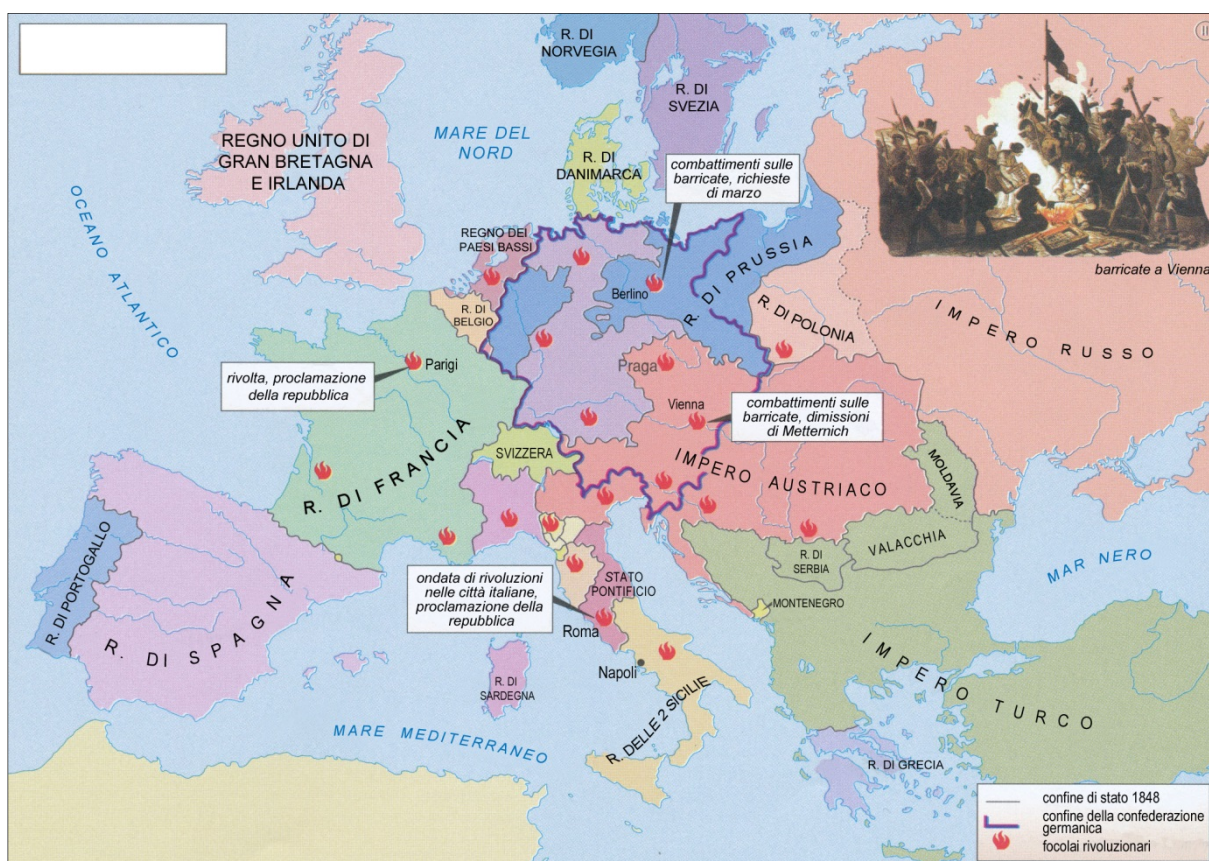 II
R. DI
NORVEGIA
R. DI
SVEZIA
REGNO UNITO DI
GRAN BRETAGNA
E IRLANDA
MARE DEL
NORD
R. DI
DANIMARCA
combattimenti sulle
barricate, richieste
di marzo
OCEANO ATLANTICO
REGNO DEI
PAESI BASSI
barricate a Vienna
Berlino
R. DI PRUSSIA
R. DI
BELGIO
R. DI POLONIA
IMPERO RUSSO
Parigi
Praga
rivolta, proclamazione
della repubblica
Vienna
combattimenti sulle
barricate, dimissioni
di Metternich
SVIZZERA
R. DI FRANCIA
IMPERO AUSTRIACO
MOLDAVIA
VALACCHIA
R. DI
SERBIA
MAR NERO
R. DI PORTOGALLO
R. DI SPAGNA
ondata di rivoluzioni
nelle città italiane,
proclamazione della
repubblica
STATO
PONTIFICIO
MONTENEGRO
Roma
Napoli
R. DI
SARDEGNA
IMPERO TURCO
MARE MEDITERRANEO
R. DELLE 2 SICILIE
R. DI GRECIA
confine di stato 1848
confine della confederazione
germanica
focolai rivoluzionari